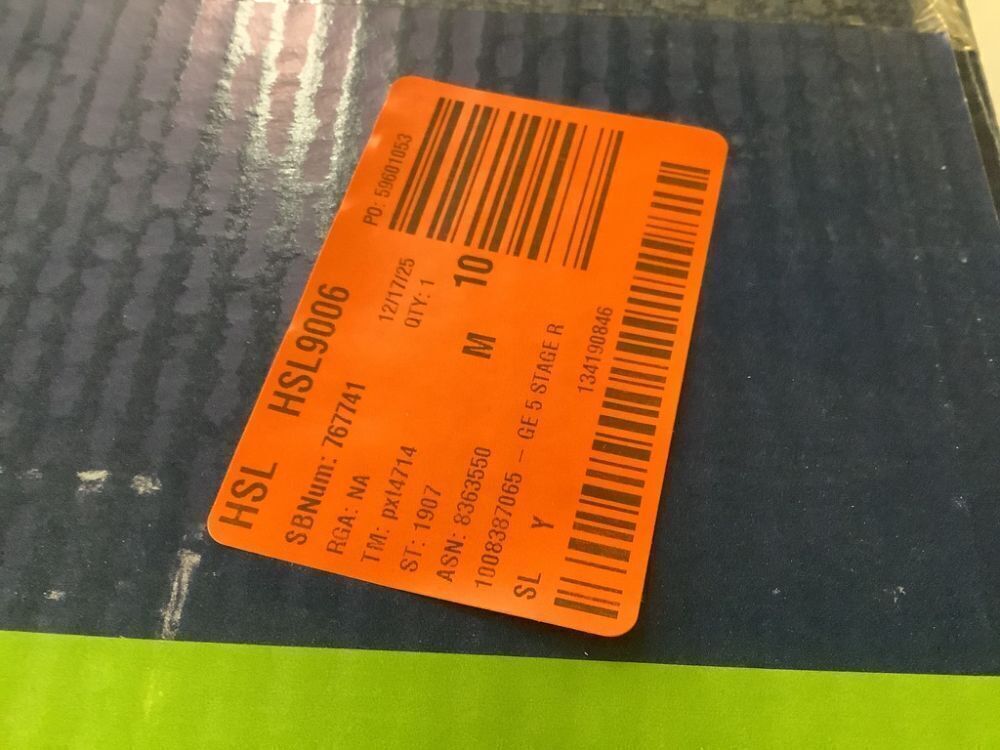 HSL HSL9006
SBNum: 767741
RGA: NA
12/17/25
PO: 59601053
TM: pxt4714
QTY: 1
ST: 1907
M 10
ASN: 8363550
1008387065 - GE 5 STAGE R
SL Y
134190846